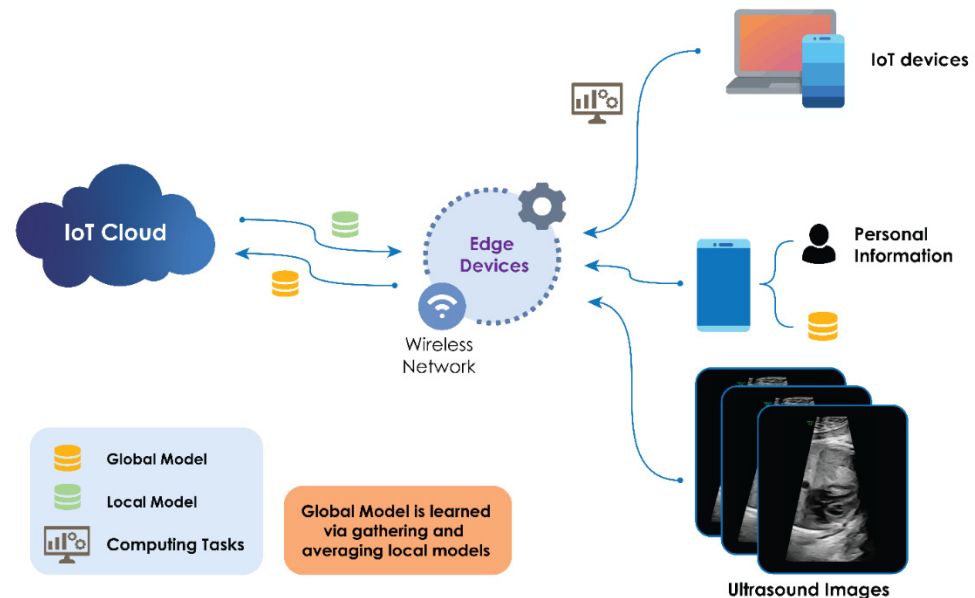 IoT devices
IoT Cloud
Edge
Devices
Personal
Information
Wireless
Network
Global Model
Local Model
Computing Tasks
Global Model is learned
via gathering and
averaging local models
Ultrasound Images